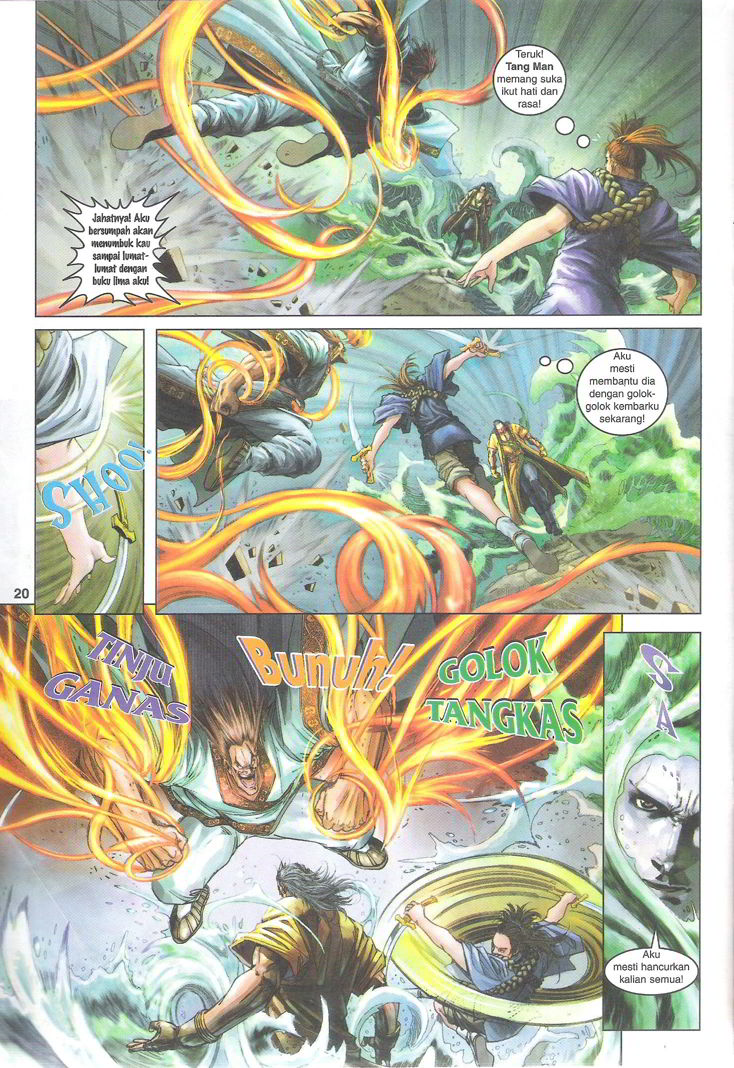 Teruk!
Tang Man
memang suka
ikut hati dan
rasa!
Jahatnya! Aku
bersumpah akan
menumbuk kau
sampai lumat-
lumat dengan
buku lima aku!
SHOO!
Aku
mesti
membantu dia
dengan golok-
golok kembarku
sekarang!
20
TINJU
GANAS
Bunuh!
GOLOK
TANGKAS
S
A
Aku
mesti hancurkan
kalian semua!